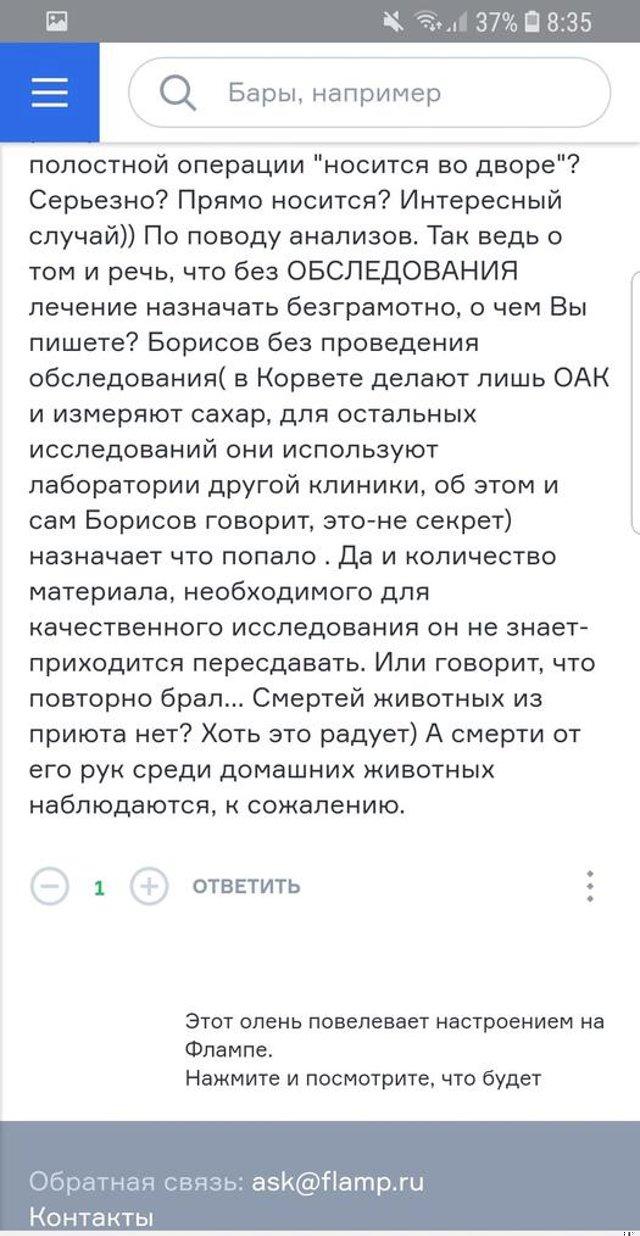 37% 8:35
Бары, например
полостной операции "носится во дворе"?
Серьезно? Прямо носится? Интересный
случай)) По поводу анализов. Так ведь о
том и речь, что без ОБСЛЕДОВАНИЯ
лечение назначать безграмотно, о чем Вы
пишете? Борисов без проведения
обследования( в Корвете делают лишь ОАК
и измеряют сахар, для остальных
исследований они используют
лаборатории другой клиники, об этом и
сам Борисов говорит, это-не секрет)
назначает что попало . Да и количество
материала, необходимого для
качественного исследования он не знает-
приходится пересдавать. Или говорит, что
повторно брал... Смертей животных из
приюта нет? Хоть это радует) А смерти от
его рук среди домашних животных
наблюдаются, к сожалению.
1 ОТВЕТИТЬ
Этот олень повелевает настроением на
Флампе.
Нажмите и посмотрите, что будет
Обратная связь: ask@flamp.ru
Контакты